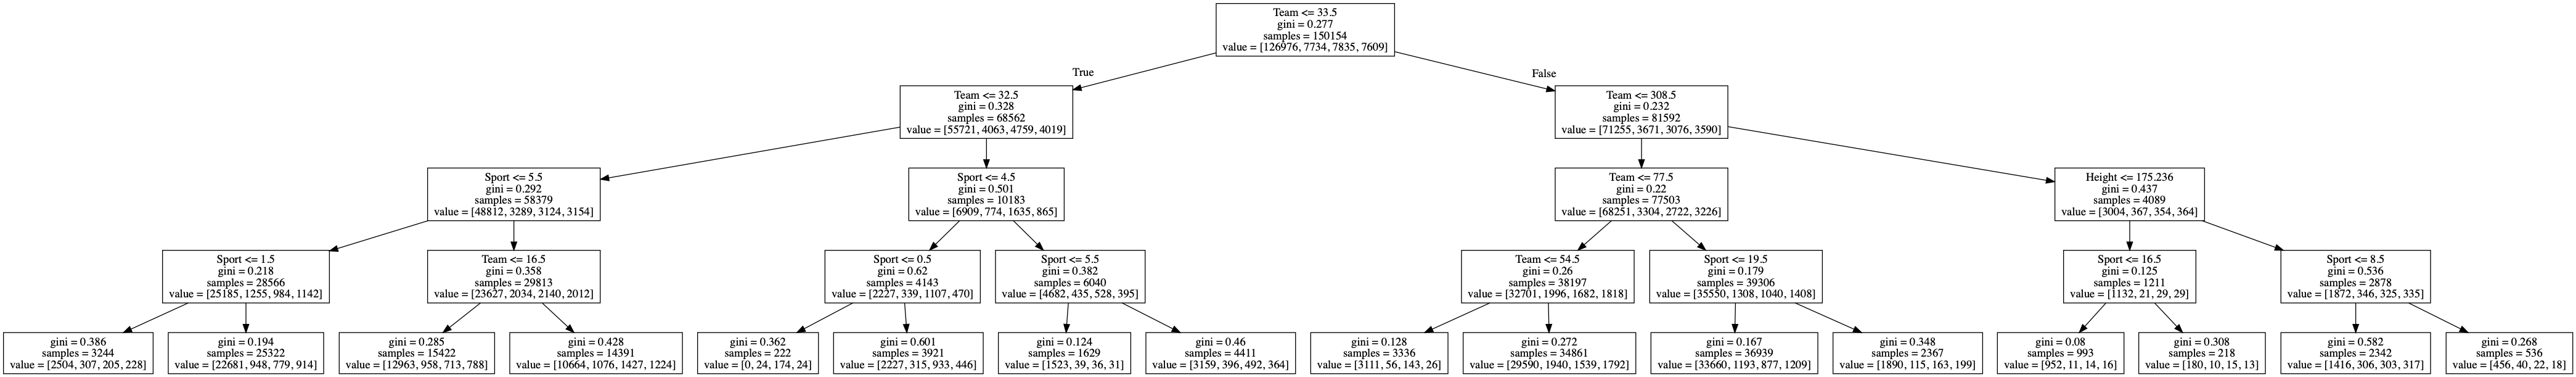 Team <= 33.5
gini = 0.277
samples = 150154
value = [126976, 7734, 7835, 7609]
True
False
Team <= 32.5
gini = 0.328
samples = 68562
value = [55721, 4063, 4759, 4019]
Team <= 308.5
gini = 0.232
samples = 81592
value = [71255, 3671, 3076, 3590]
Sport <= 5.5
gini = 0.292
samples = 58379
value = [48812, 3289, 3124, 3154]
Sport <= 4.5
gini = 0.501
samples = 10183
value = [6909, 774, 1635, 865]
Team <= 77.5
gini = 0.22
samples = 77503
value = [68251, 3304, 2722, 3226]
Height <= 175.236
gini = 0.437
samples = 4089
value = [3004, 367, 354, 364]
Sport <= 1.5
gini = 0.218
samples = 28566
value = [25185, 1255, 984, 1142]
Team <= 16.5
gini = 0.358
samples = 29813
value = [23627, 2034, 2140, 2012]
Sport <= 0.5
gini = 0.62
samples = 4143
value = [2227, 339, 1107, 470]
Sport <= 5.5
gini = 0.382
samples = 6040
value = [4682, 435, 528, 395]
Team <= 54.5
gini = 0.26
samples = 38197
value = [32701, 1996, 1682, 1818]
Sport <= 19.5
gini = 0.179
samples = 39306
value = [35550, 1308, 1040, 1408]
Sport <= 16.5
gini = 0.125
samples = 1211
value = [1132, 21, 29, 29]
Sport <= 8.5
gini = 0.536
samples = 2878
value = [1872, 346, 325, 335]
gini = 0.386
samples = 3244
value = [2504, 307, 205, 228]
gini = 0.194
samples = 25322
value = [22681, 948, 779, 914]
gini = 0.285
samples = 15422
value = [12963, 958, 713, 788]
gini = 0.428
samples = 14391
value = [10664, 1076, 1427, 1224]
gini = 0.362
samples = 222
value = [0, 24, 174, 24]
gini = 0.601
samples = 3921
value = [2227, 315, 933, 446]
gini = 0.124
samples = 1629
value = [1523, 39, 36, 31]
gini = 0.46
samples = 4411
value = [3159, 396, 492, 364]
gini = 0.128
samples = 3336
value = [3111, 56, 143, 26]
gini = 0.272
samples = 34861
value = [29590, 1940, 1539, 1792]
gini = 0.167
samples = 36939
value = [33660, 1193, 877, 1209]
gini = 0.348
samples = 2367
value = [1890, 115, 163, 199]
gini = 0.08
samples = 993
value = [952, 11, 14, 16]
gini = 0.308
samples = 218
value = [180, 10, 15, 13]
gini = 0.582
samples = 2342
value = [1416, 306, 303, 317]
gini = 0.268
samples = 536
value = [456, 40, 22, 18]